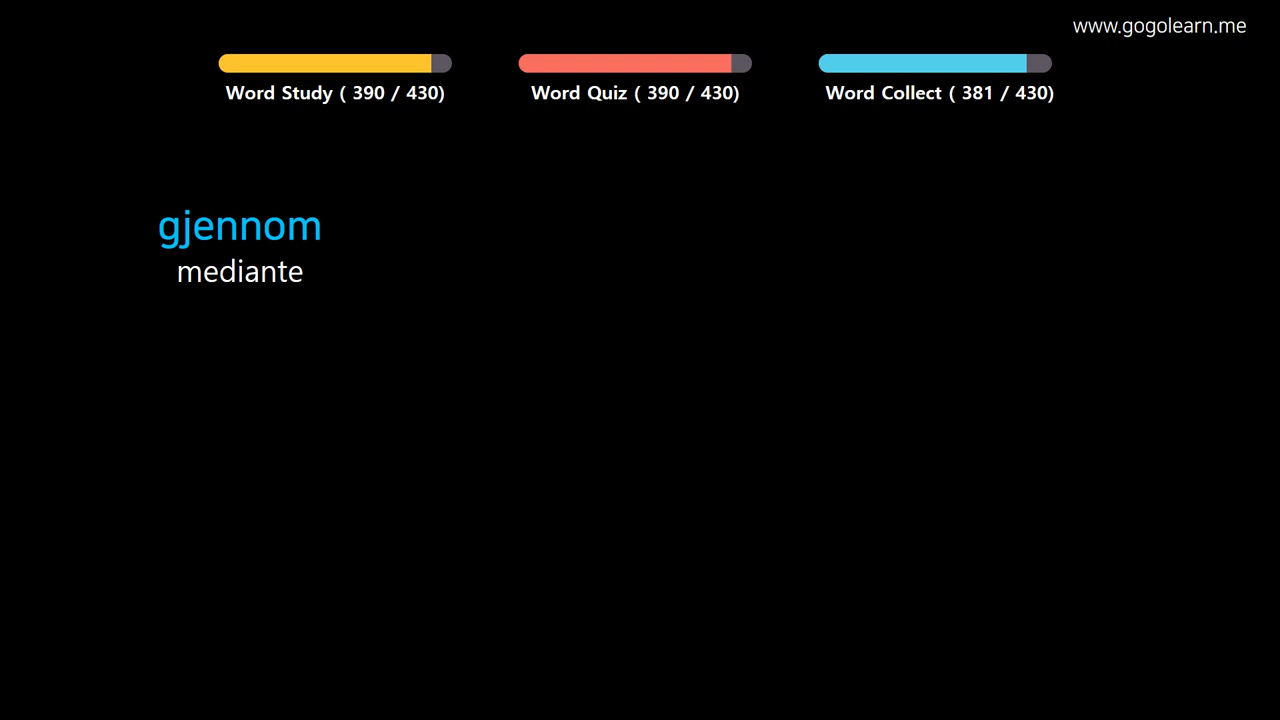 www.gogolearn.me
Word Study ( 390 / 430)
Word Quiz ( 390 / 430)
Word Collect ( 381 / 430)
gjennom
mediante